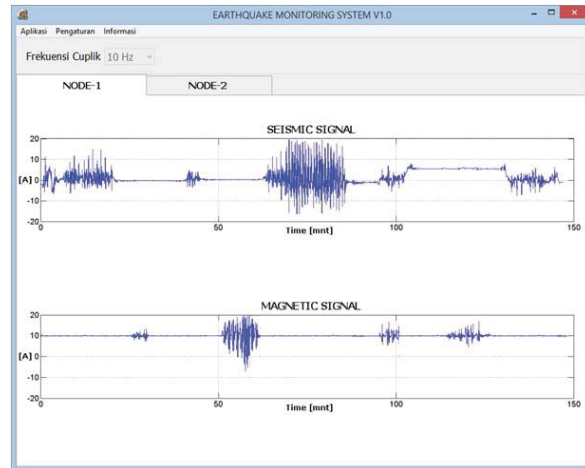 EARTHQUAKE MONITORING SYSTEM V1.0
Aplikasi Pengaturan Informasi
Frekuensi Cuplik 10 Hz
NODE-1 NODE-2
SEISMIC SIGNAL
20
10
[A] 0
-10
-20
0 50 100 150
Time [mnt]
MAGNETIC SIGNAL
20
10
[A] 0
-10
-20
0 50 100 150
Time [mnt]